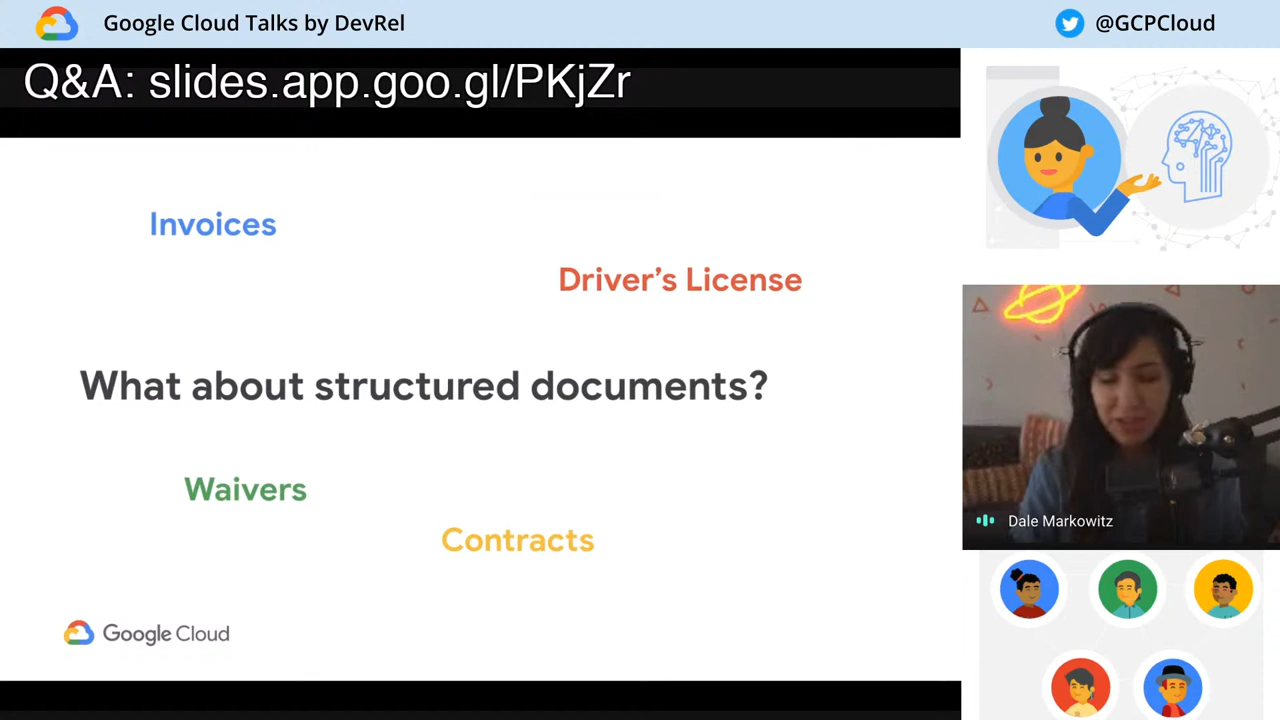 Google Cloud Talks by DevRel
@GCPCloud
Q&A: slides.app.goo.gl/PKjZr
Invoices
Driver's License
What about structured documents?
Waivers
Contracts
Google Cloud
Dale Markowitz